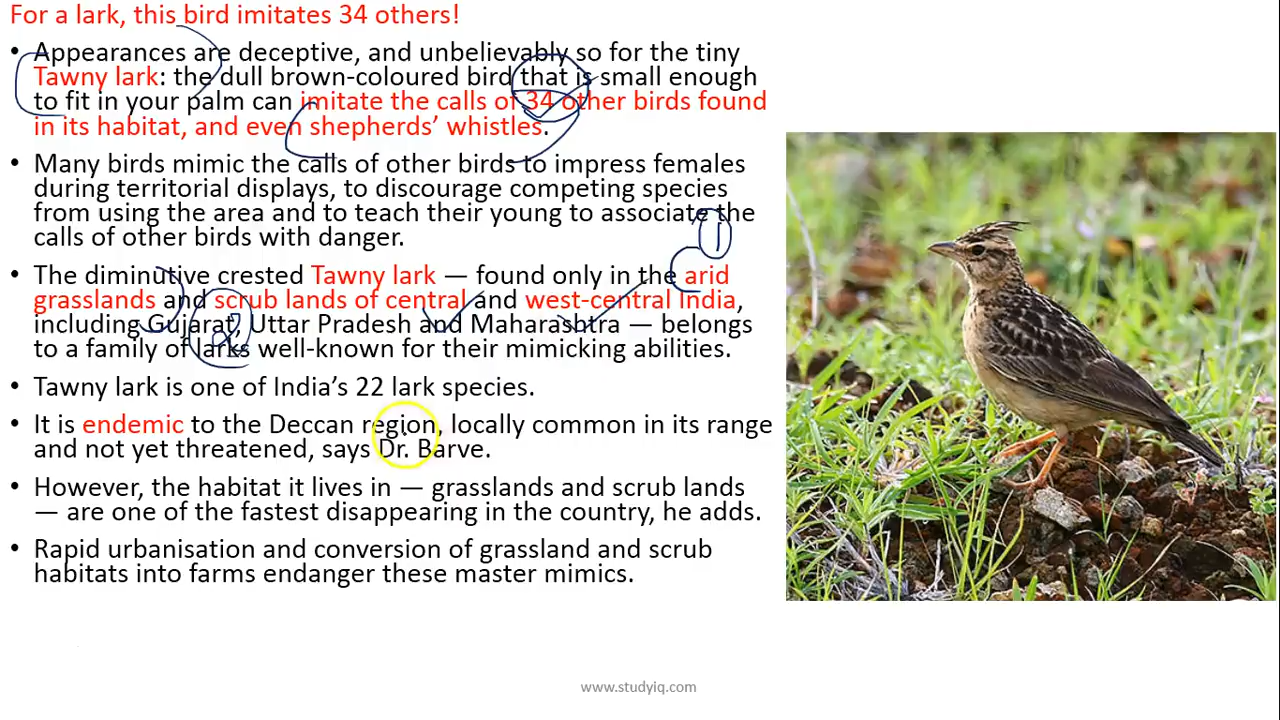 For a lark, this bird imitates 34 others!
• Appearances are deceptive, and unbelievably so for the tiny
Tawny lark: the dull brown-coloured bird that is small enough
to fit in your palm can imitate the calls of 34 other birds found
in its habitat, and even shepherds’ whistles.
• Many birds mimic the calls of other birds to impress females
during territorial displays, to discourage competing species
from using the area and to teach their young to associate the
calls of other birds with danger.
1
• The diminutive crested Tawny lark — found only in the arid
grasslands and scrub lands of central and west-central India,
including Gujarat, Uttar Pradesh and Maharashtra — belongs
to a family of larks well-known for their mimicking abilities.
2
• Tawny lark is one of India’s 22 lark species.
• It is endemic to the Deccan region, locally common in its range
and not yet threatened, says Dr. Barve.
• However, the habitat it lives in — grasslands and scrub lands
— are one of the fastest disappearing in the country, he adds.
• Rapid urbanisation and conversion of grassland and scrub
habitats into farms endanger these master mimics.
www.studyiq.com